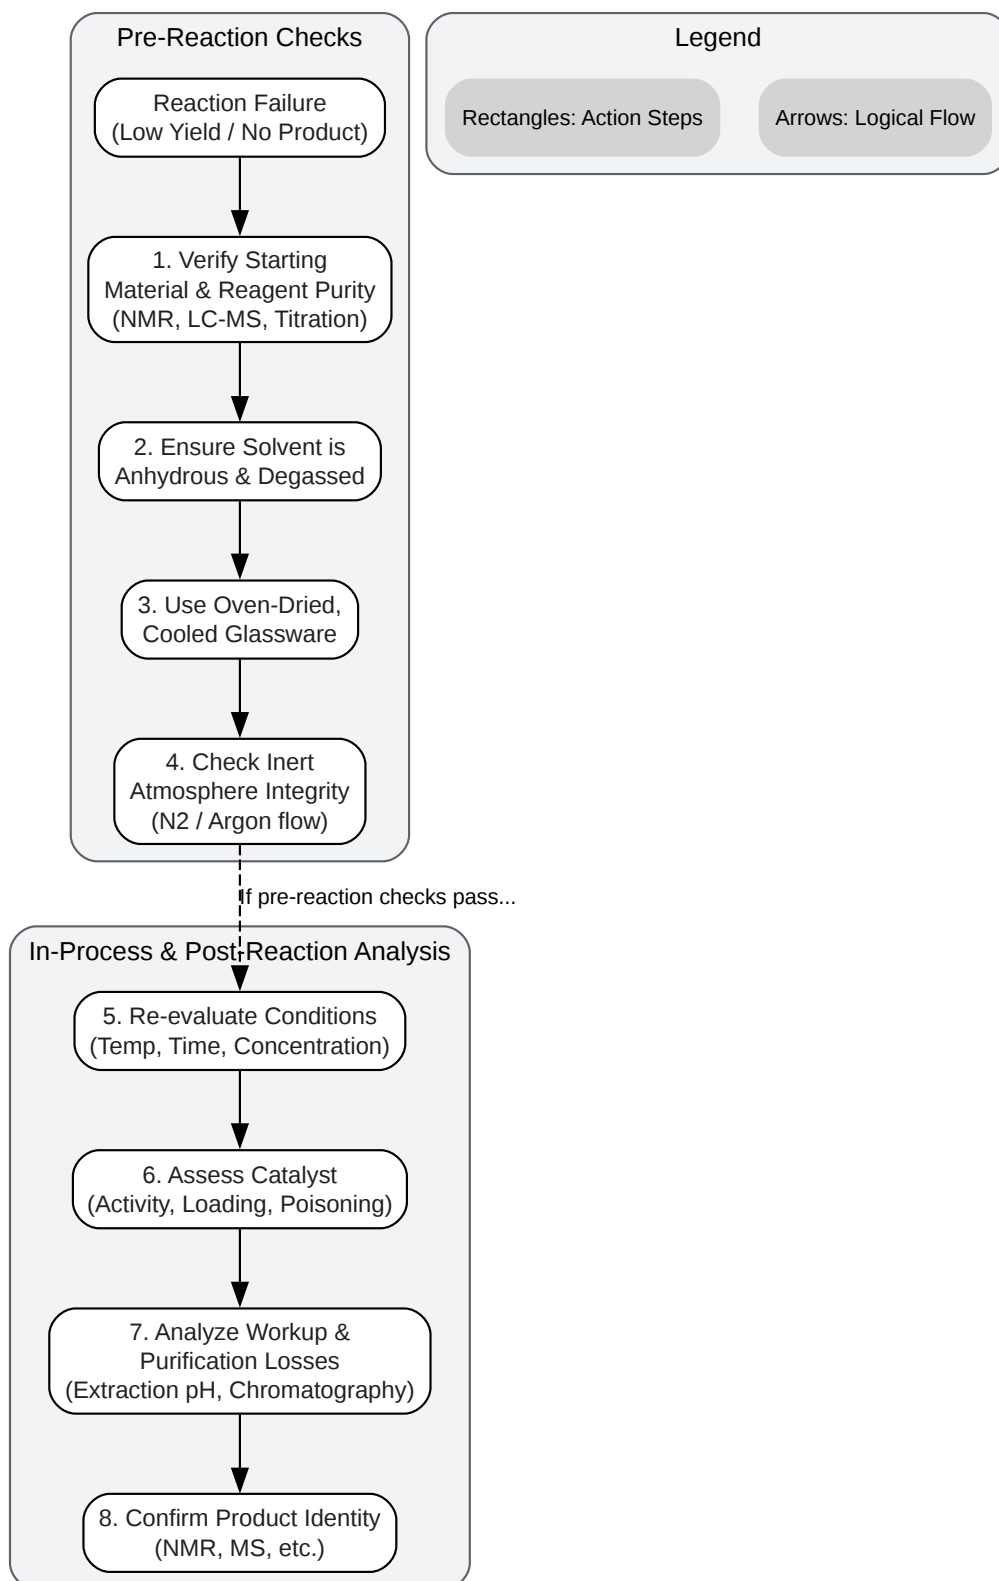 Pre-Reaction Checks
Reaction Failure
(Low Yield / No Product)
1. Verify Starting
Material & Reagent Purity
(NMR, LC-MS, Titration)
2. Ensure Solvent is
Anhydrous & Degassed
3. Use Oven-Dried,
Cooled Glassware
4. Check Inert
Atmosphere Integrity
(N2 / Argon flow)
If pre-reaction checks pass...
In-Process & Post-Reaction Analysis
5. Re-evaluate Conditions
(Temp, Time, Concentration)
6. Assess Catalyst
(Activity, Loading, Poisoning)
7. Analyze Workup &
Purification Losses
(Extraction pH, Chromatography)
8. Confirm Product Identity
(NMR, MS, etc.)
Legend
Rectangles: Action Steps
Arrows: Logical Flow